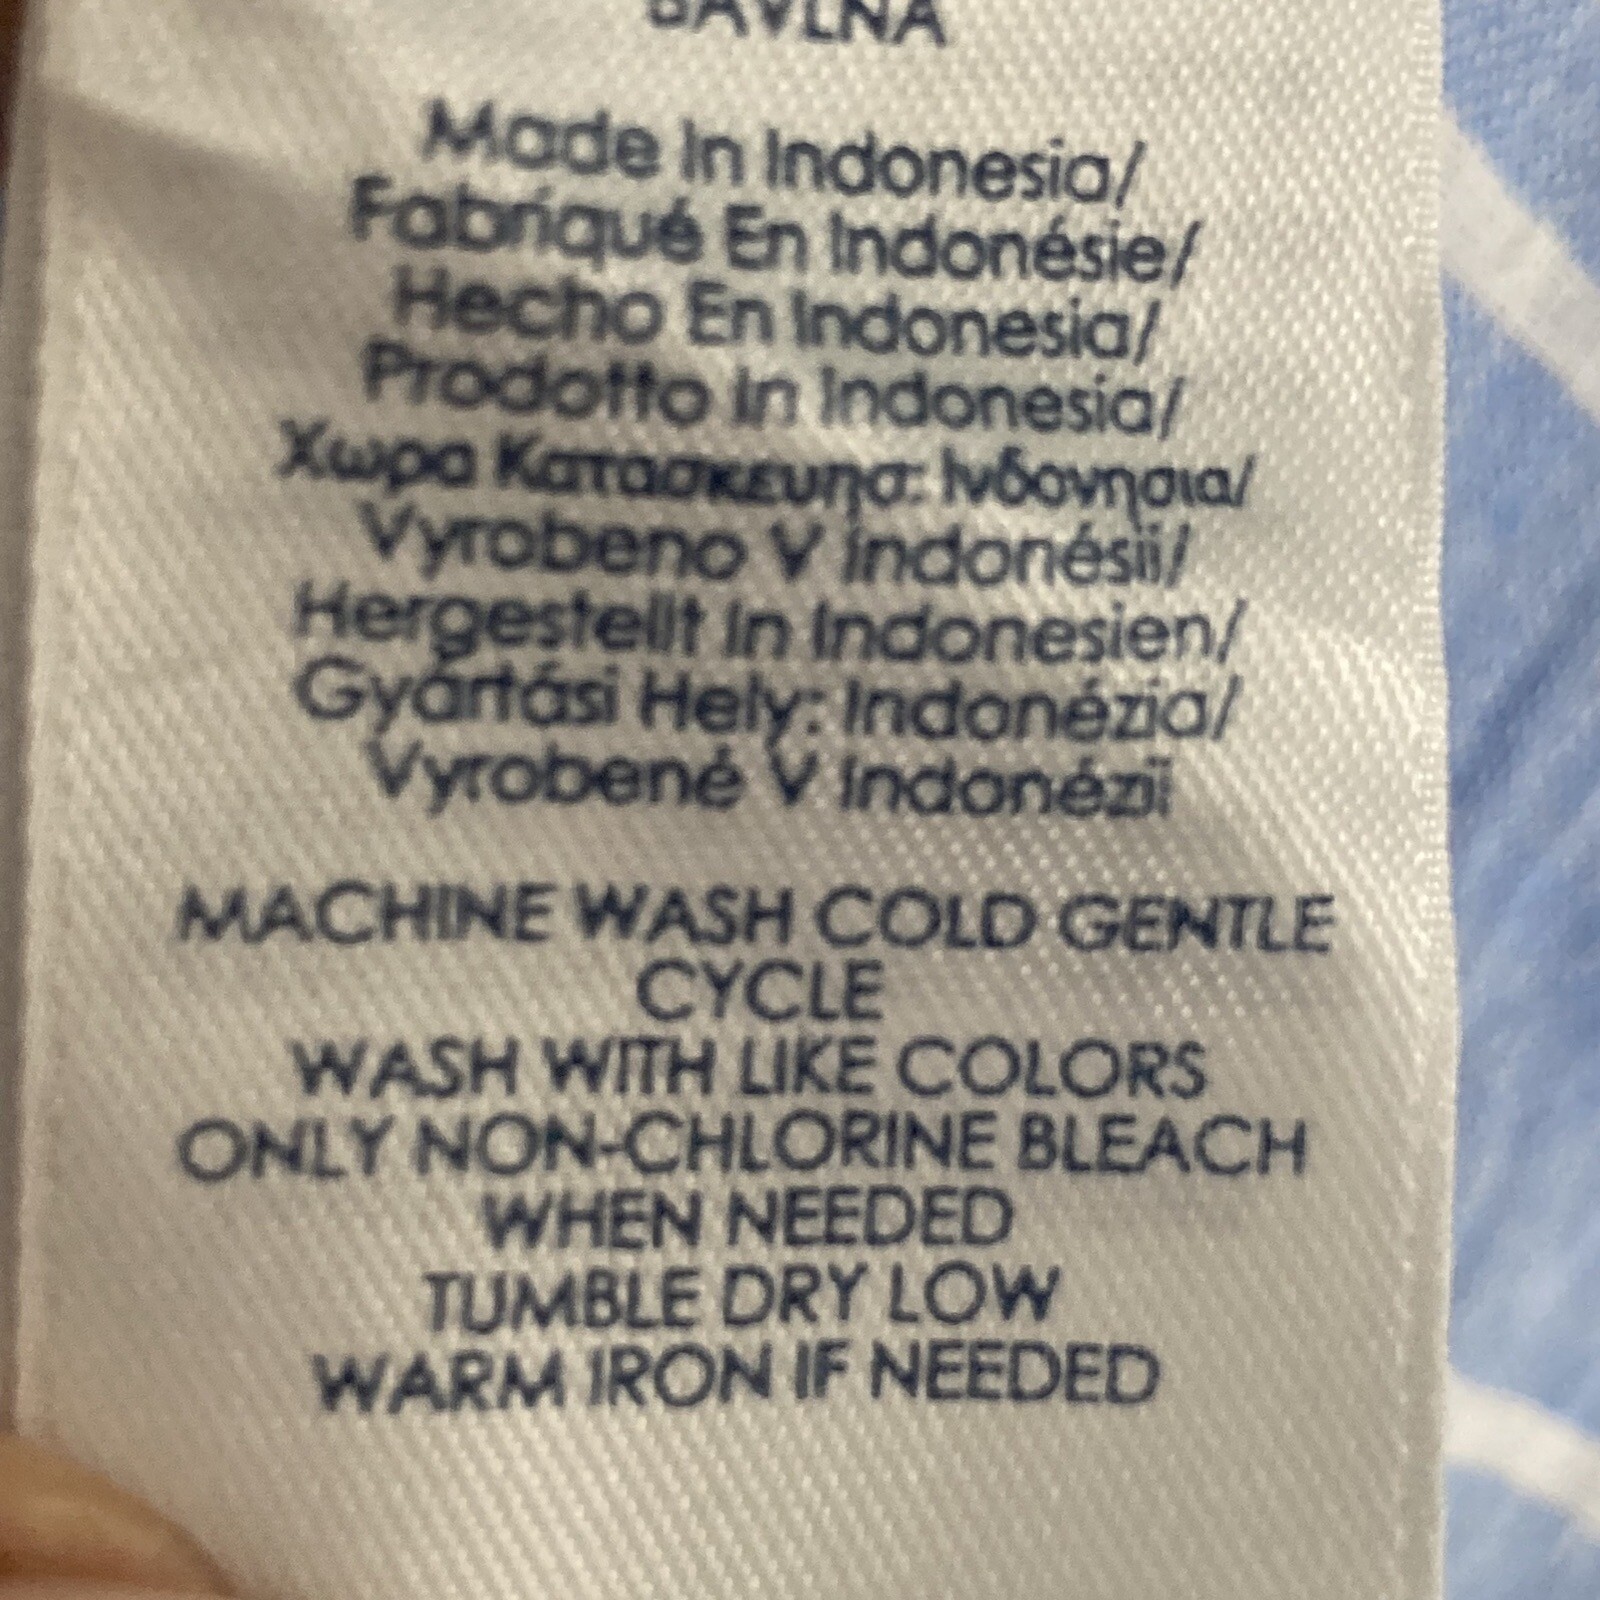 BAVLNA
Made In Indonesia/
Fabriqué En Indonésie/
Hecho En Indonesia/
Prodotto In Indonesia/
Χωρα Κατασκευησ: Ινδονησια/
Vyrobeno V Indonésii/
Hergestellt In Indonesien/
Gyártási Hely: Indonézia/
Vyrobené V Indonézii
MACHINE WASH COLD GENTLE
CYCLE
WASH WITH LIKE COLORS
ONLY NON-CHLORINE BLEACH
WHEN NEEDED
TUMBLE DRY LOW
WARM IRON IF NEEDED